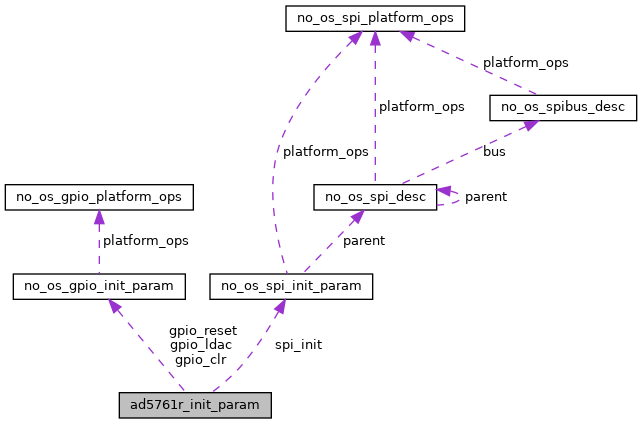 no_os_spi_platform_ops
platform_ops
no_os_spibus_desc
platform_ops
platform_ops
bus
no_os_gpio_platform_ops
no_os_spi_desc
parent
platform_ops
parent
no_os_gpio_init_param
no_os_spi_init_param
gpio_reset
gpio_ldac
gpio_clr
spi_init
ad5761r_init_param